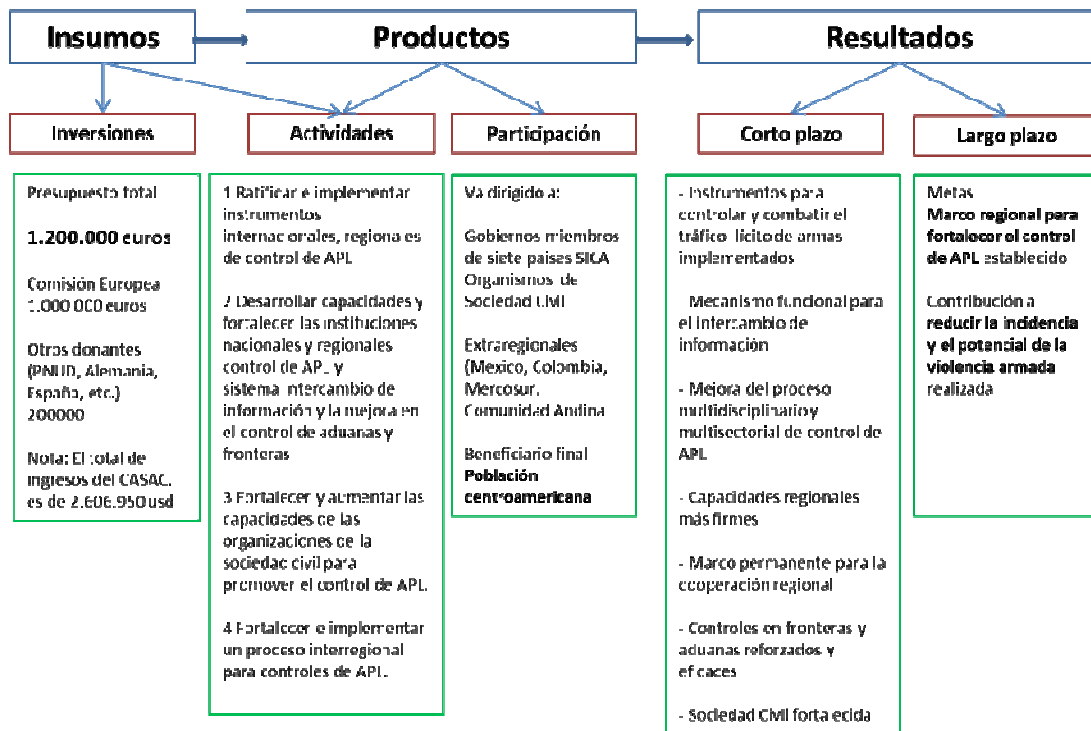 Insumos
Productos
Resultados
Inversiones
Actividades
Participación
Corto plazo
Largo plazo
Presupuesto total
1.200.000 euros
Comisión Europea
1.000.000 euros
Otros donantes
(PNUD, Alemania,
España, etc.)
200000
Nota: El total de
ingresos del CASAC,
es de 2.606.950 usd
1 Ratificar e implementar
instrumentos
internacionales, regionales
de control de APL
2 Desarrollar capacidades y
fortalecer las instituciones
nacionales y regionales
control de APL y
sistema intercambio de
información y la mejora en
el control de aduanas y
fronteras
3 Fortalecer y aumentar las
capacidades de las
organizaciones de la
sociedad civil para
promover el control de APL.
4 Fortalecer e implementar
un proceso interregional
para controles de APL.
Va dirigido a:
Gobiernos miembros
de siete países SICA
Organismos de
Sociedad Civil
Extraregionales
(Mexico, Colombia,
Mercosur,
Comunidad Andina
Beneficiario final
Población
centroamericana
- Instrumentos para
controlar y combatir el
tráfico ilícito de armas
implementados
- Mecanismo funcional para
el intercambio de
información
- Mejora del proceso
multidisciplinario y
multisectorial de control de
APL
- Capacidades regionales
más firmes
- Marco permanente para la
cooperación regional
- Controles en fronteras y
aduanas reforzados y
eficaces
- Sociedad Civil fortalecida
Metas
Marco regional para
fortalecer el control
de APL establecido
Contribución a
reducir la incidencia
y el potencial de la
violencia armada
realizada